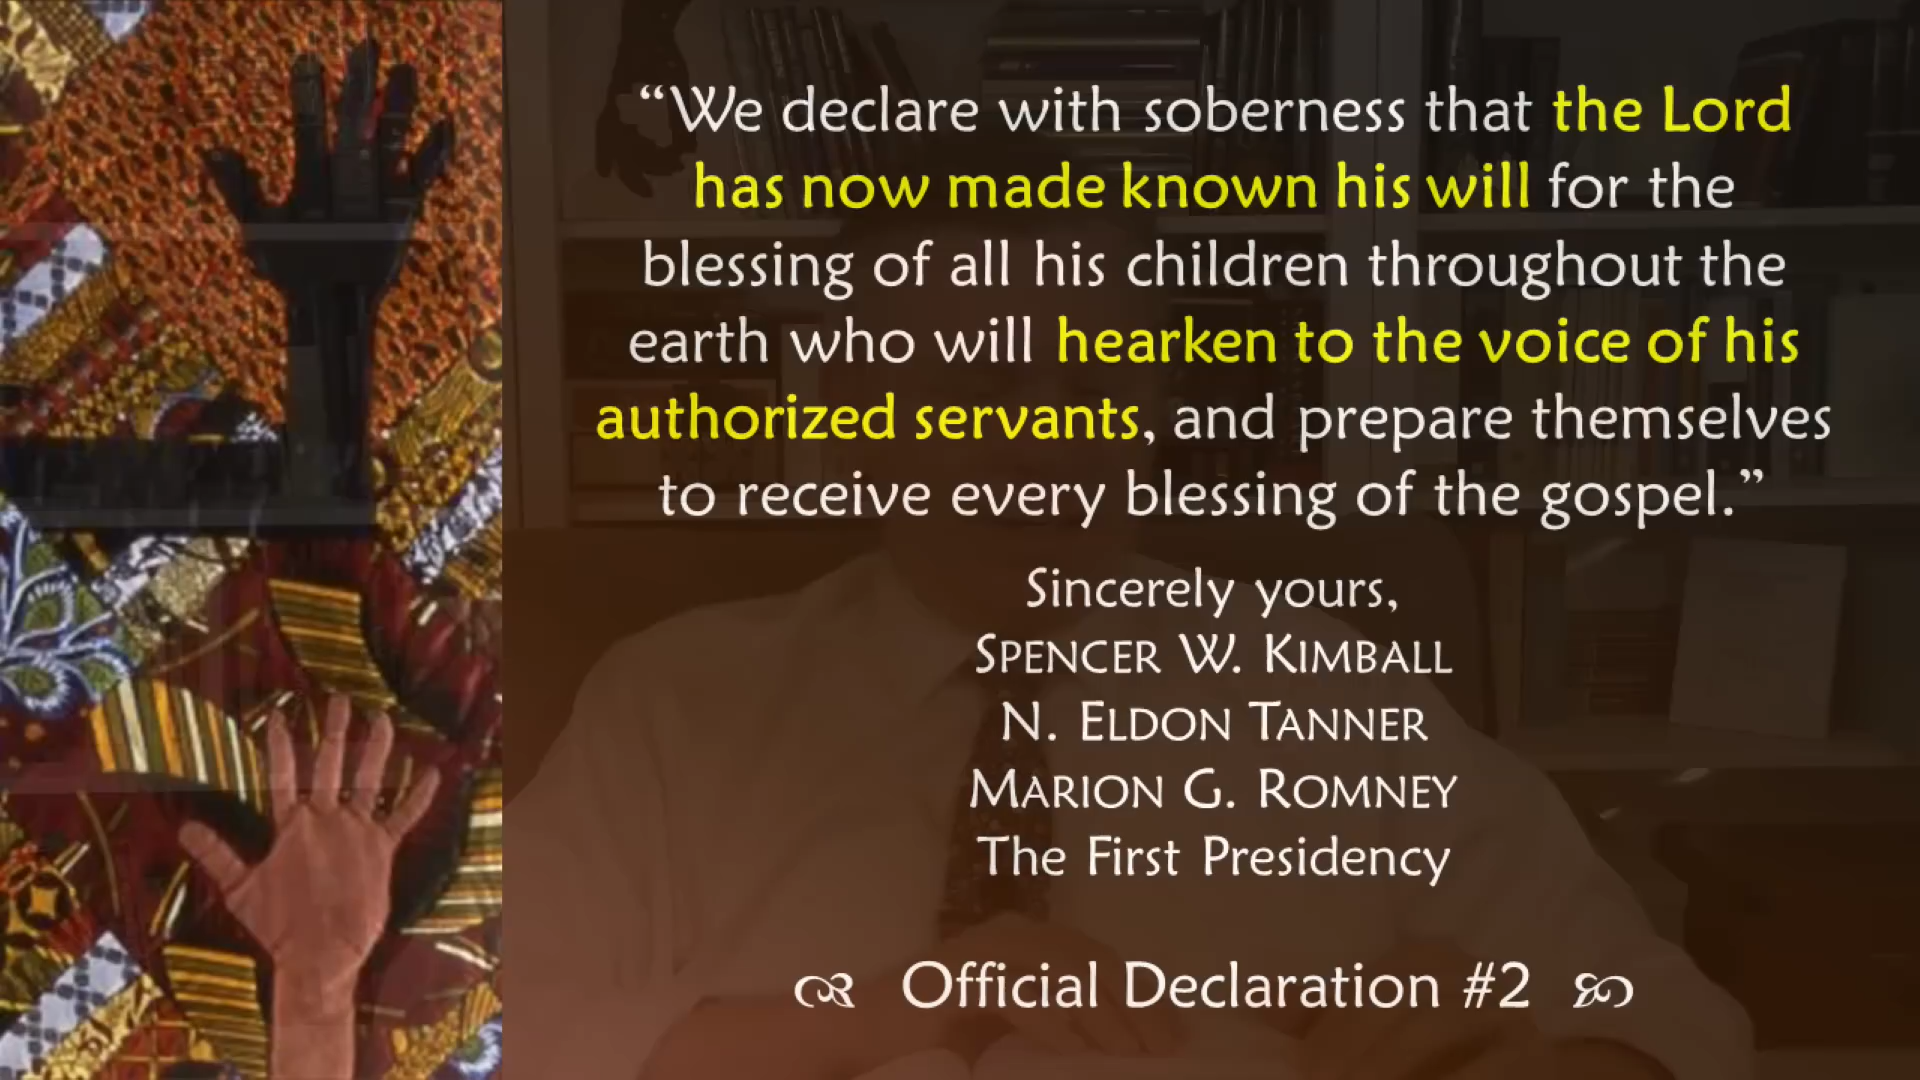 “We declare with soberness that the Lord
has now made known his will for the
blessing of all his children throughout the
earth who will hearken to the voice of his
authorized servants, and prepare themselves
to receive every blessing of the gospel.”
Sincerely yours,
SPENCER W. KIMBALL
N. ELDON TANNER
MARION G. ROMNEY
The First Presidency
Official Declaration #2